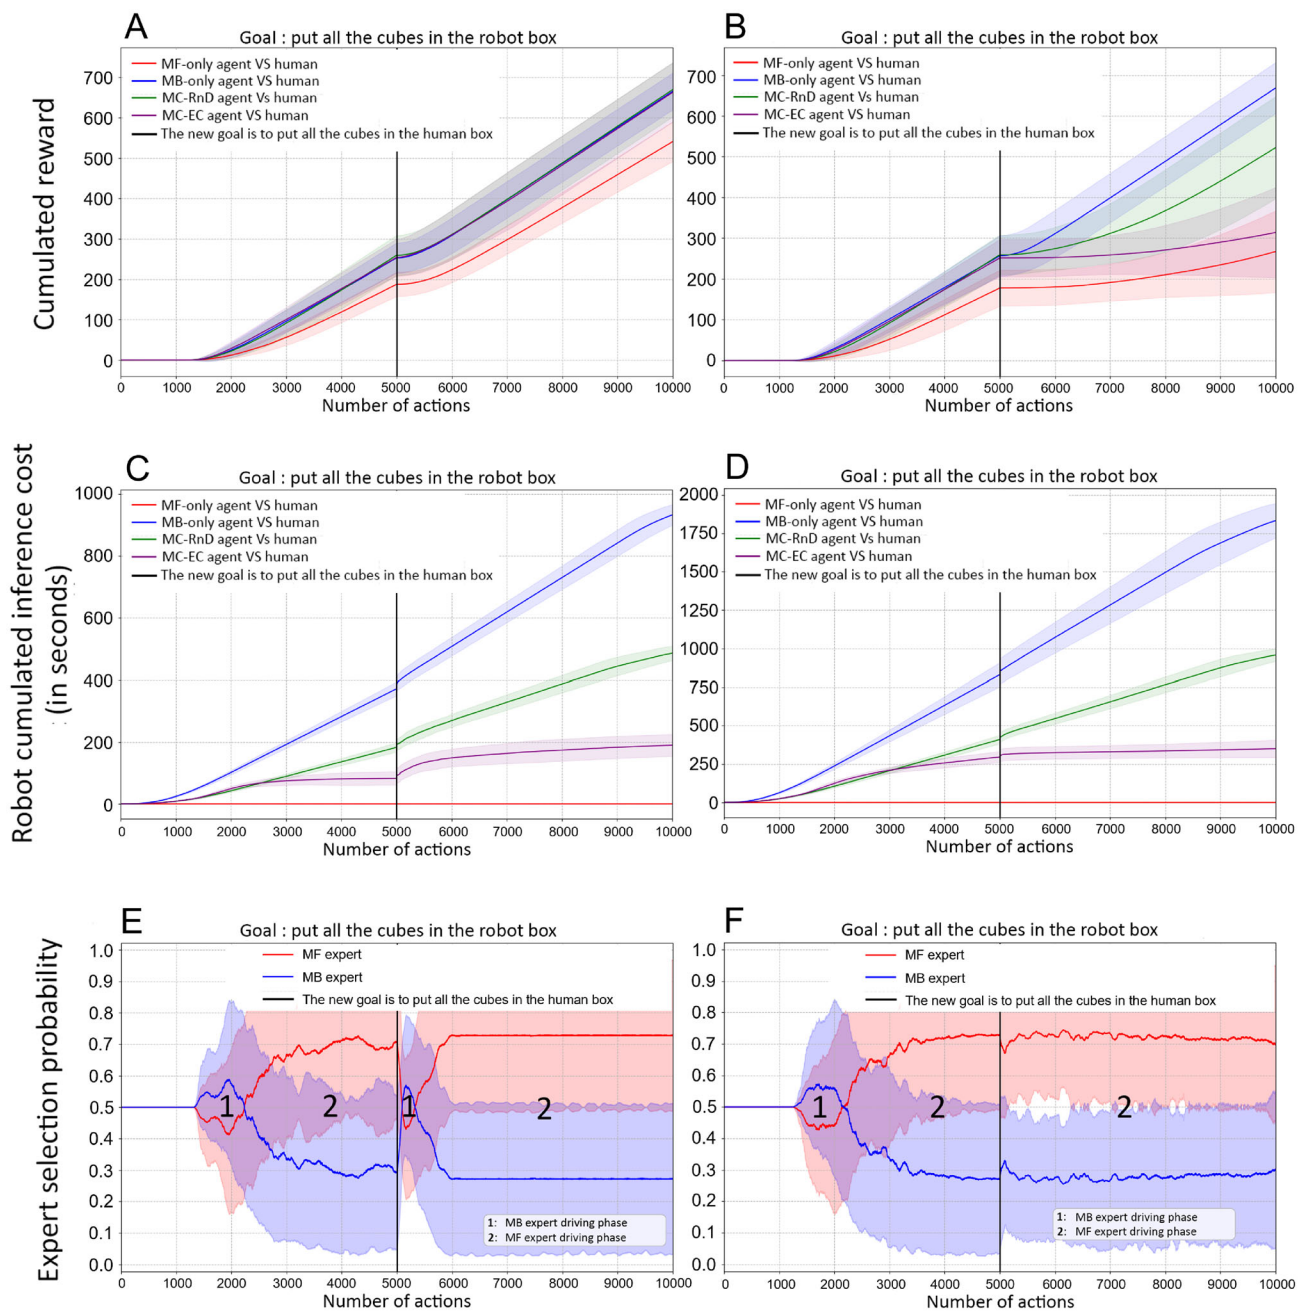 A
Goal : put all the cubes in the robot box
MF-only agent VS human
MB-only agent VS human
MC-RnD agent Vs human
MC-EC agent VS human
The new goal is to put all the cubes in the human box
Cumulated reward
700
600
500
400
300
200
100
0
0 1000 2000 3000 4000 5000 6000 7000 8000 9000 10000
Number of actions
B
Goal : put all the cubes in the robot box
MF-only agent VS human
MB-only agent VS human
MC-RnD agent VS human
MC-EC agent VS human
The new goal is to put all the cubes in the human box
700
600
500
400
300
200
100
0
0 1000 2000 3000 4000 5000 6000 7000 8000 9000 10000
Number of actions
C
Goal : put all the cubes in the robot box
MF-only agent VS human
MB-only agent VS human
MC-RnD agent VS human
MC-EC agent VS human
The new goal is to put all the cubes in the human box
Robot cumulated inference cost
(in seconds)
1000
800
600
400
200
0
0 1000 2000 3000 4000 5000 6000 7000 8000 9000 10000
Number of actions
D
Goal : put all the cubes in the robot box
MF-only agent VS human
MB-only agent VS human
MC-RnD agent VS human
MC-EC agent VS human
The new goal is to put all the cubes in the human box
2000
1750
1500
1250
1000
750
500
250
0
0 1000 2000 3000 4000 5000 6000 7000 8000 9000 10000
Number of actions
E
Goal : put all the cubes in the robot box
MF expert
MB expert
The new goal is to put all the cubes in the human box
Expert selection probability
1.0
0.9
0.8
0.7
0.6
0.5
0.4
0.3
0.2
0.1
0.0
1 2 1 2
1: MB expert driving phase
2: MF expert driving phase
0 1000 2000 3000 4000 5000 6000 7000 8000 9000 10000
Number of actions
F
Goal : put all the cubes in the robot box
MF expert
MB expert
The new goal is to put all the cubes in the human box
1.0
0.9
0.8
0.7
0.6
0.5
0.4
0.3
0.2
0.1
0.0
1 2 2
1: MB expert driving phase
2: MF expert driving phase
0 1000 2000 3000 4000 5000 6000 7000 8000 9000 10000
Number of actions